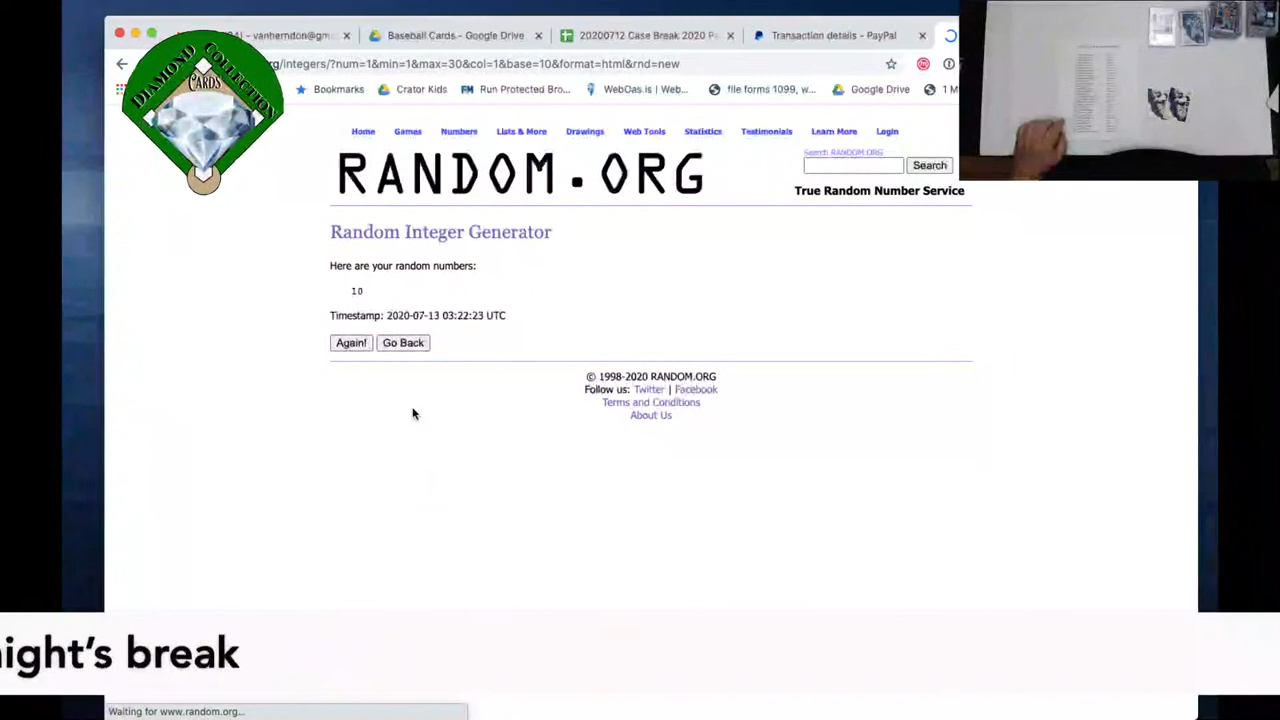 A) - vanherndon@gm
Baseball Cards - Google Drive
20200712 Case Break 2020 Pa
Transaction details - PayPal
rg/integers/?num=1&min=1&max=30&col=1&base=10&format=html&rnd=new
Bookmarks
Run Protected Bro...
WebOas.is | Web...
file forms 1099, w...
Google Drive
1 M
DIAMOND
COLLECTION
CARDS
Home Games Numbers Lists & More Drawings Web Tools Statistics Testimonials Learn More Login
RANDOM.ORG
Search RANDOM.ORG
Search
True Random Number Service
Random Integer Generator
Here are your random numbers:
10
Timestamp: 2020-07-13 03:22:23 UTC
Again! Go Back
© 1998-2020 RANDOM.ORG
Follow us: Twitter | Facebook
Terms and Conditions
About Us
ight's break
Waiting for www.random.org...